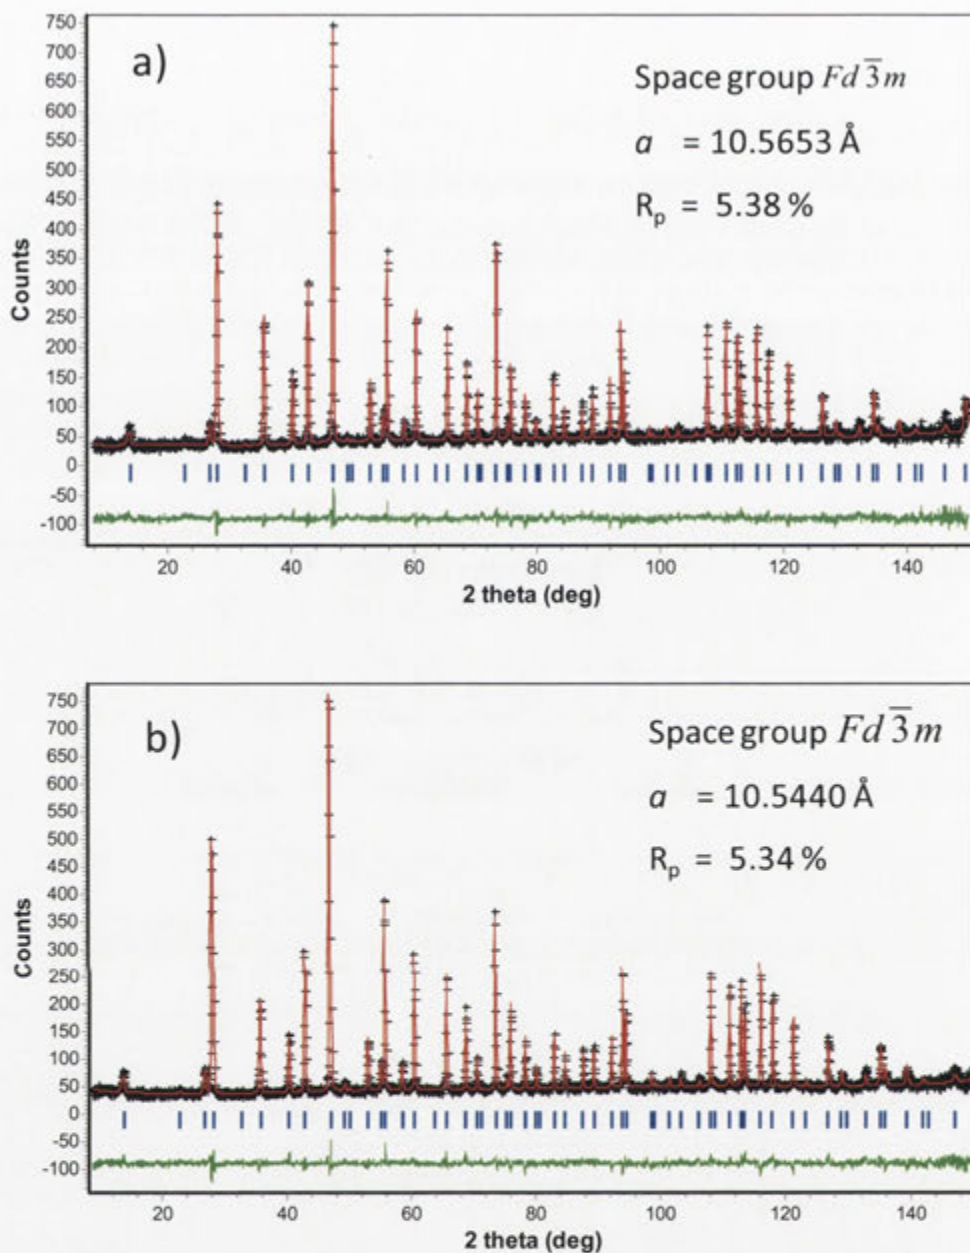 a)
Space group Fd3̅m
a = 10.5653 Å
Rp = 5.38 %
Counts
750
700
650
600
550
500
450
400
350
300
250
200
150
100
50
0
-50
-100
20 40 60 80 100 120 140
2 theta (deg)
b)
Space group Fd3̅m
a = 10.5440 Å
Rp = 5.34 %
Counts
750
700
650
600
550
500
450
400
350
300
250
200
150
100
50
0
-50
-100
20 40 60 80 100 120 140
2 theta (deg)